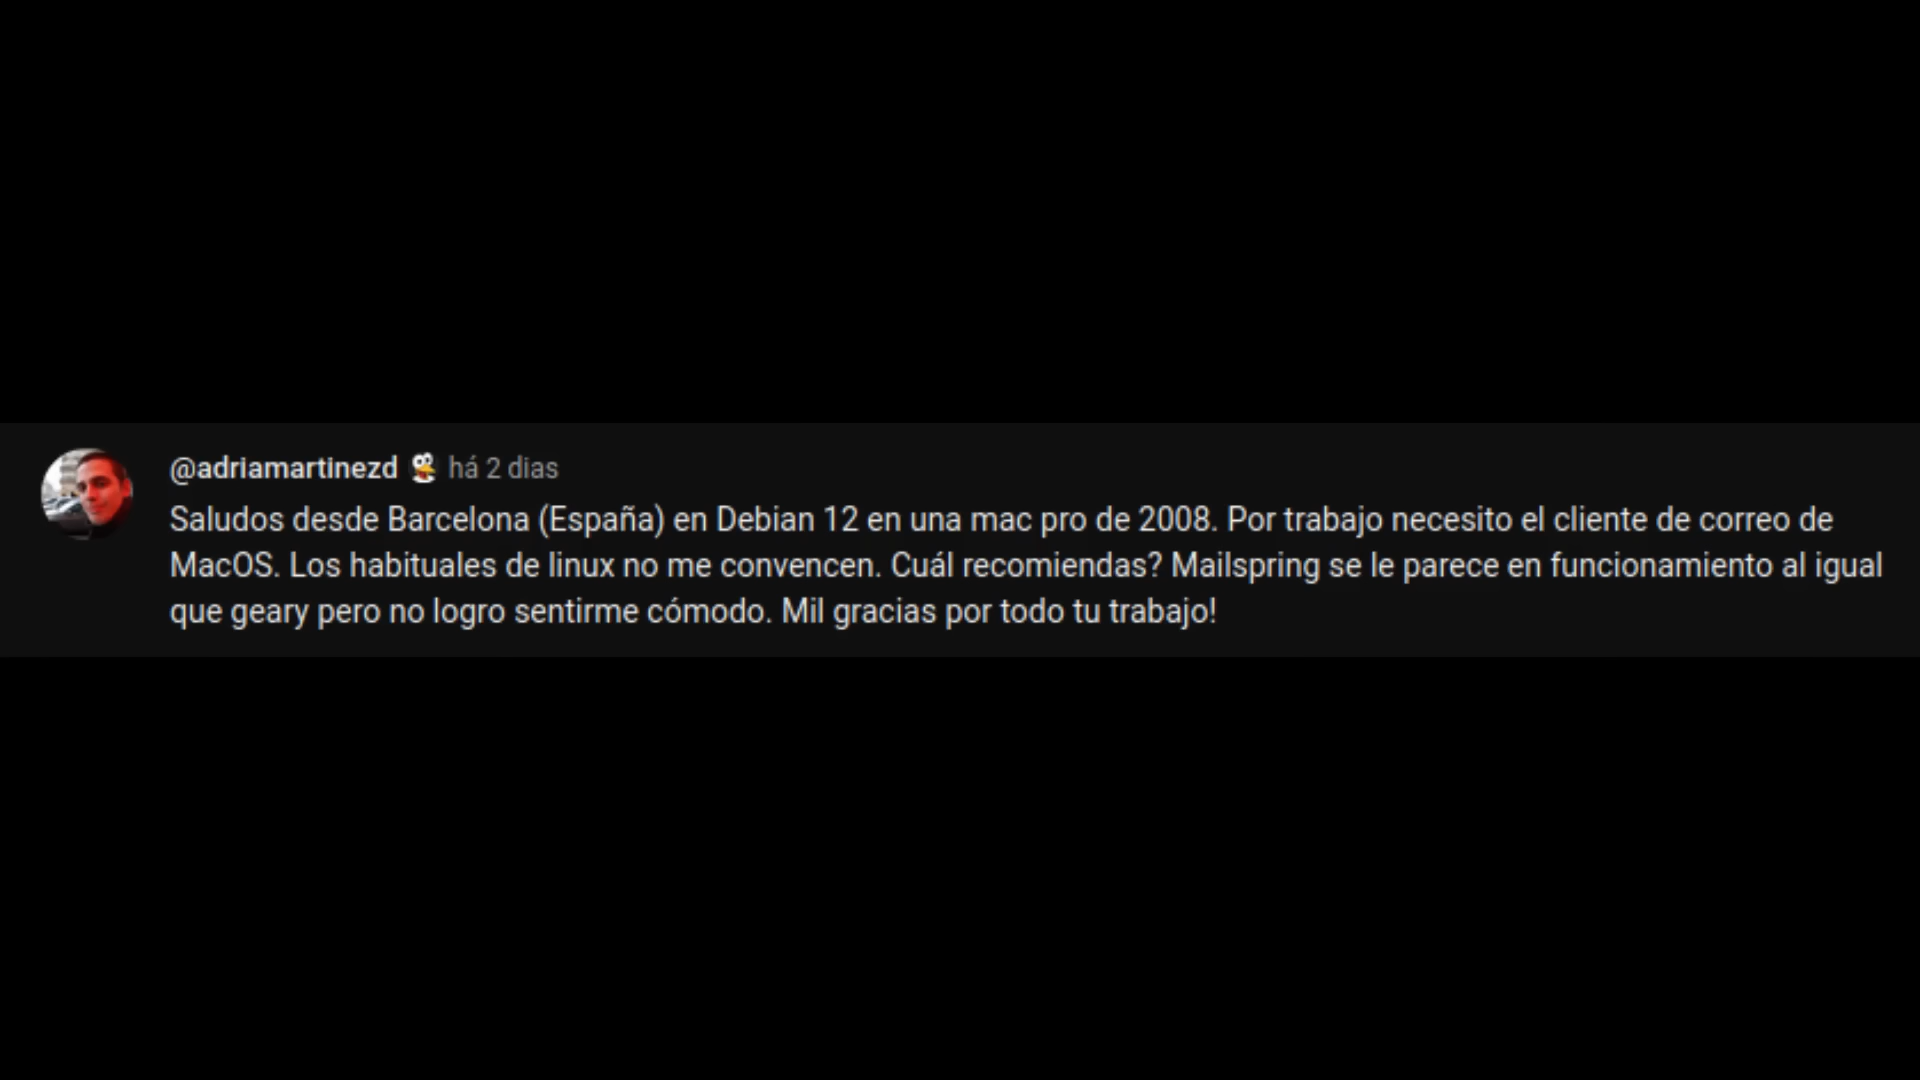 @adriamartinezd há 2 dias
Saludos desde Barcelona (España) en Debian 12 en una mac pro de 2008. Por trabajo necesito el cliente de correo de
MacOS. Los habituales de linux no me convencen. Cuál recomiendas? Mailspring se le parece en funcionamiento al igual
que geary pero no logro sentirme cómodo. Mil gracias por todo tu trabajo!